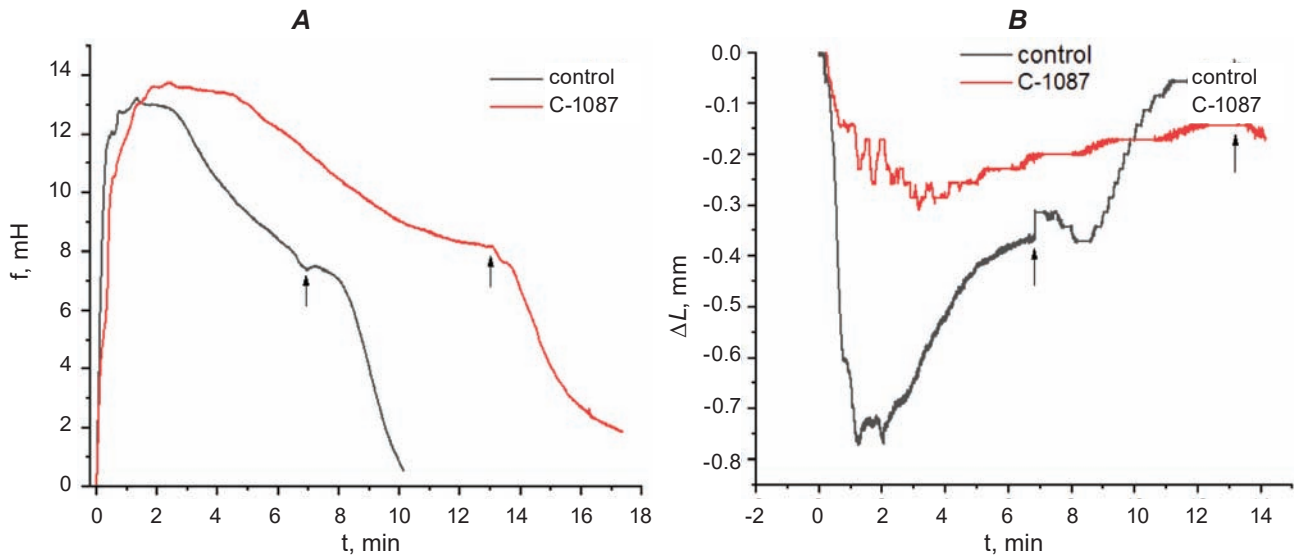 A
f, mH
14
12
10
8
6
4
2
0
control
C-1087
0 2 4 6 8 10 12 14 16 18
t, min
B
ΔL, mm
0.0
-0.1
-0.2
-0.3
-0.4
-0.5
-0.6
-0.7
-0.8
control
C-1087
control
C-1087
-2 0 2 4 6 8 10 12 14
t, min